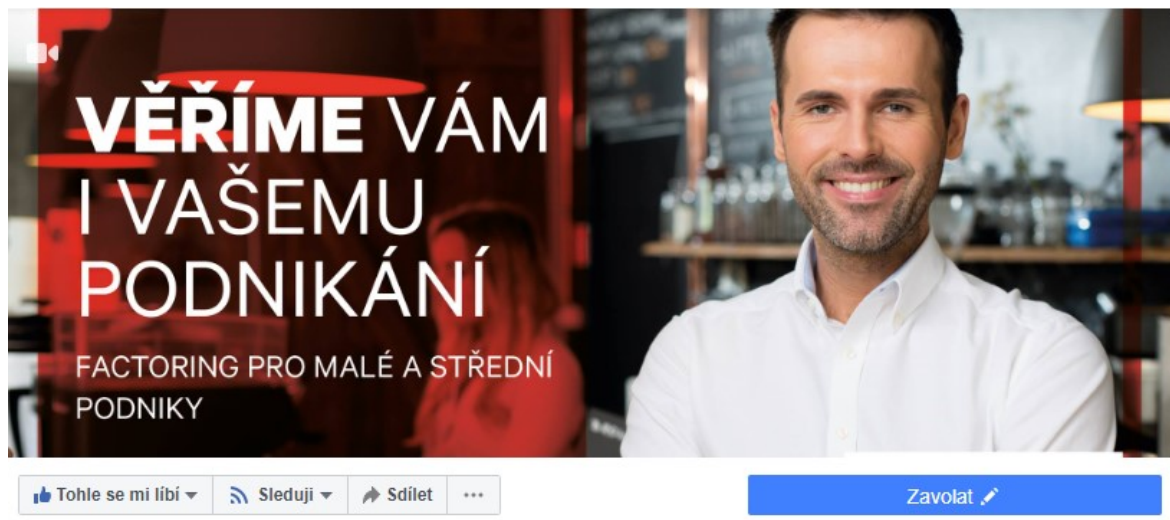 VĚŘÍME VÁM
I VAŠEMU
PODNIKÁNÍ
FACTORING PRO MALÉ A STŘEDNÍ
PODNIKY
Tohle se mi líbí
Sleduji
Sdílet
Zavolat